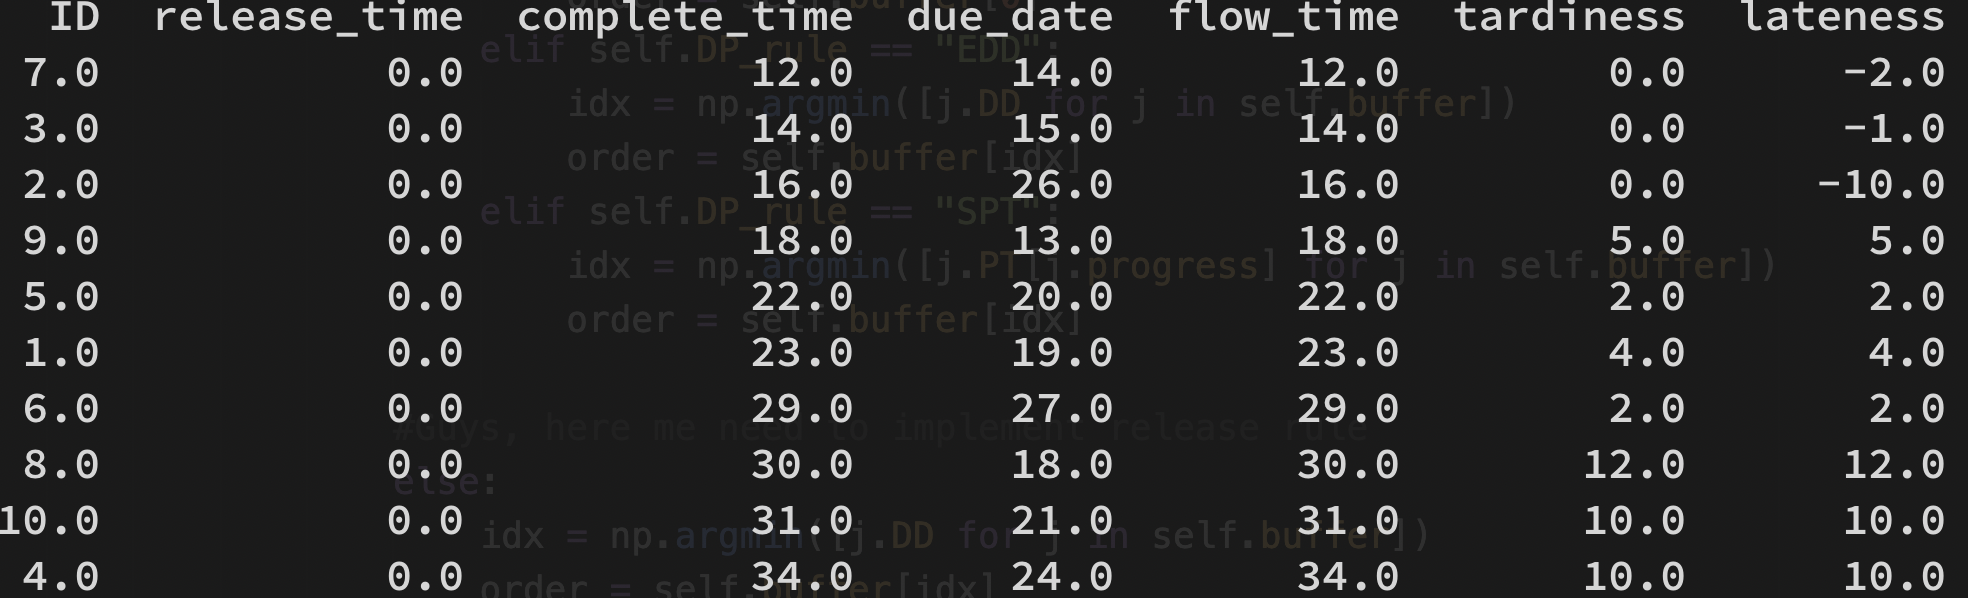 ID release_time complete_time due_date flow_time tardiness lateness
elif self.DP_rule == "EDD":
7.0 0.0 12.0 14.0 12.0 0.0 -2.0
idx = np.argmin([j.DD for j in self.buffer])
3.0 0.0 14.0 15.0 14.0 0.0 -1.0
order = self.buffer[idx]
2.0 0.0 16.0 26.0 16.0 0.0 -10.0
elif self.DP_rule == "SPT":
9.0 0.0 18.0 13.0 18.0 5.0 5.0
idx = np.argmin([j.PT[j.progress] for j in self.buffer])
5.0 0.0 22.0 20.0 22.0 2.0 2.0
order = self.buffer[idx]
1.0 0.0 23.0 19.0 23.0 4.0 4.0
6.0 0.0 29.0 27.0 29.0 2.0 2.0
#Guys, here me need to implement release rule
8.0 0.0 30.0 18.0 30.0 12.0 12.0
else:
10.0 0.0 31.0 21.0 31.0 10.0 10.0
idx = np.argmin([j.DD for j in self.buffer])
4.0 0.0 34.0 24.0 34.0 10.0 10.0
order = self.buffer[idx]